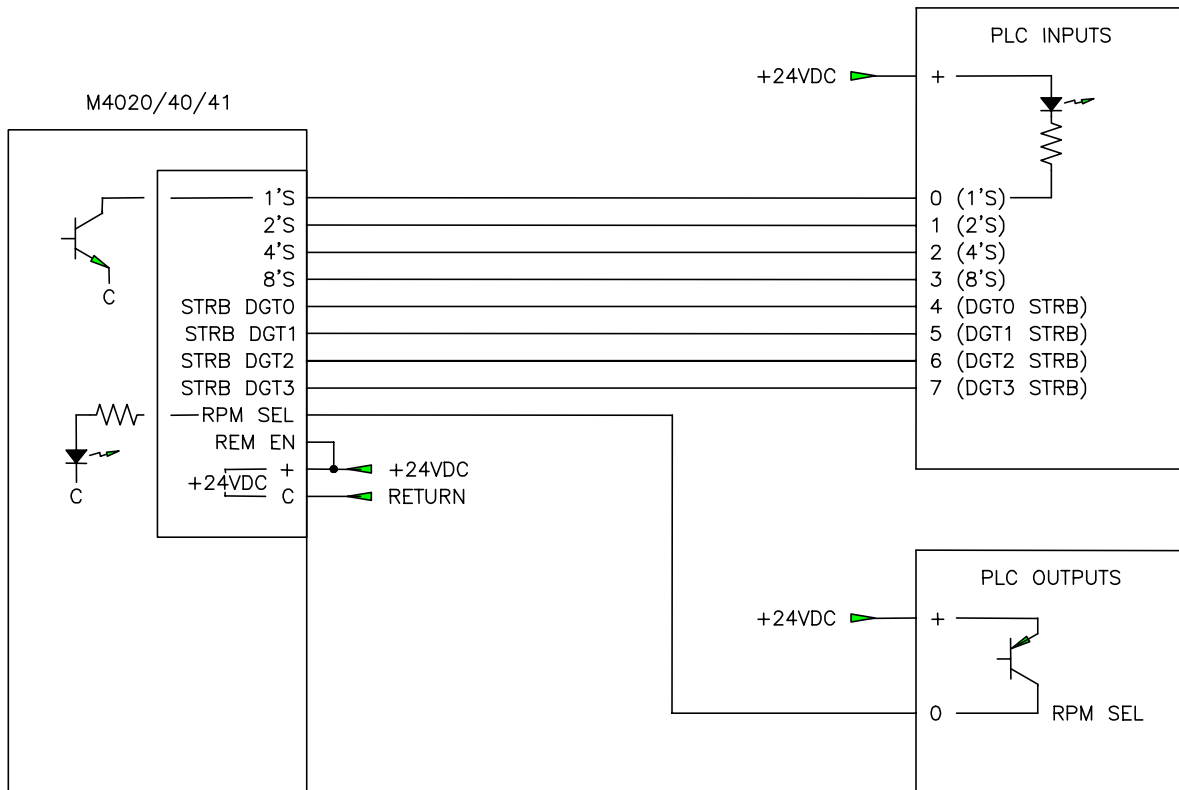 PLC INPUTS
+24VDC
+
M4020/40/41
1'S
0 (1'S)
2'S
1 (2'S)
4'S
2 (4'S)
8'S
3 (8'S)
C
STRB DGT0
4 (DGT0 STRB)
STRB DGT1
5 (DGT1 STRB)
STRB DGT2
6 (DGT2 STRB)
STRB DGT3
7 (DGT3 STRB)
RPM SEL
REM EN
+
+24VDC
+24VDC
C
C
RETURN
PLC OUTPUTS
+24VDC
+
0
RPM SEL